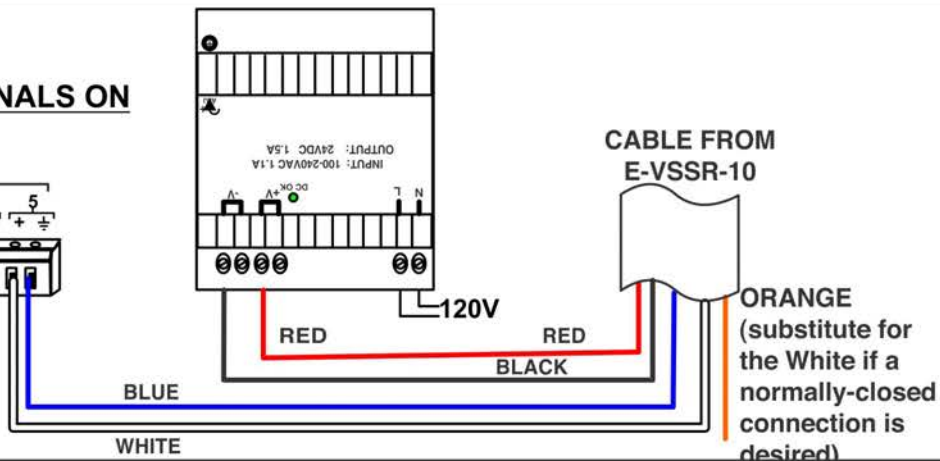 NALS ON
5
+
OUTPUT: 24VDC 1.5A
INPUT: 100-240VAC 1.1A
V- V+ DC OK L N
120V
CABLE FROM
E-VSSR-10
RED RED
BLACK
BLUE
WHITE
ORANGE
(substitute for
the White if a
normally-closed
connection is
desired)